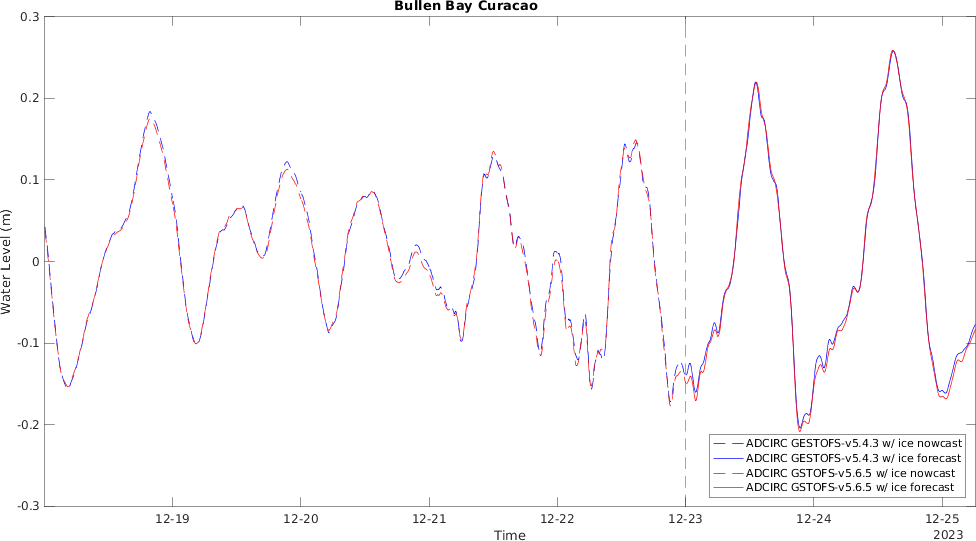 Bullen Bay Curacao
0.3
0.2
0.1
0
-0.1
-0.2
-0.3
Water Level (m)
12-19
12-20
12-21
12-22
12-23
12-24
12-25
Time
2023
ADCIRC GESTOFS-v5.4.3 w/ ice nowcast
ADCIRC GESTOFS-v5.4.3 w/ ice forecast
ADCIRC GSTOFS-v5.6.5 w/ ice nowcast
ADCIRC GSTOFS-v5.6.5 w/ ice forecast